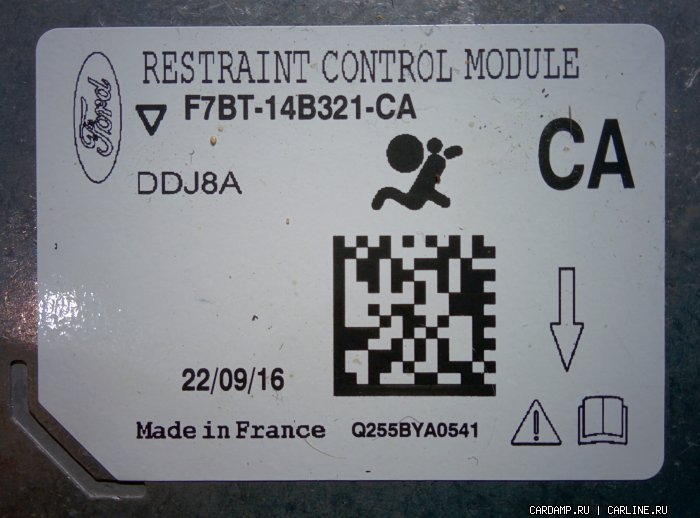 Ford
RESTRAINT CONTROL MODULE
F7BT-14B321-CA
CA
DDJ8A
22/09/16
Made in France Q255BYA0541
CARDAMP.RU | CARLINE.RU